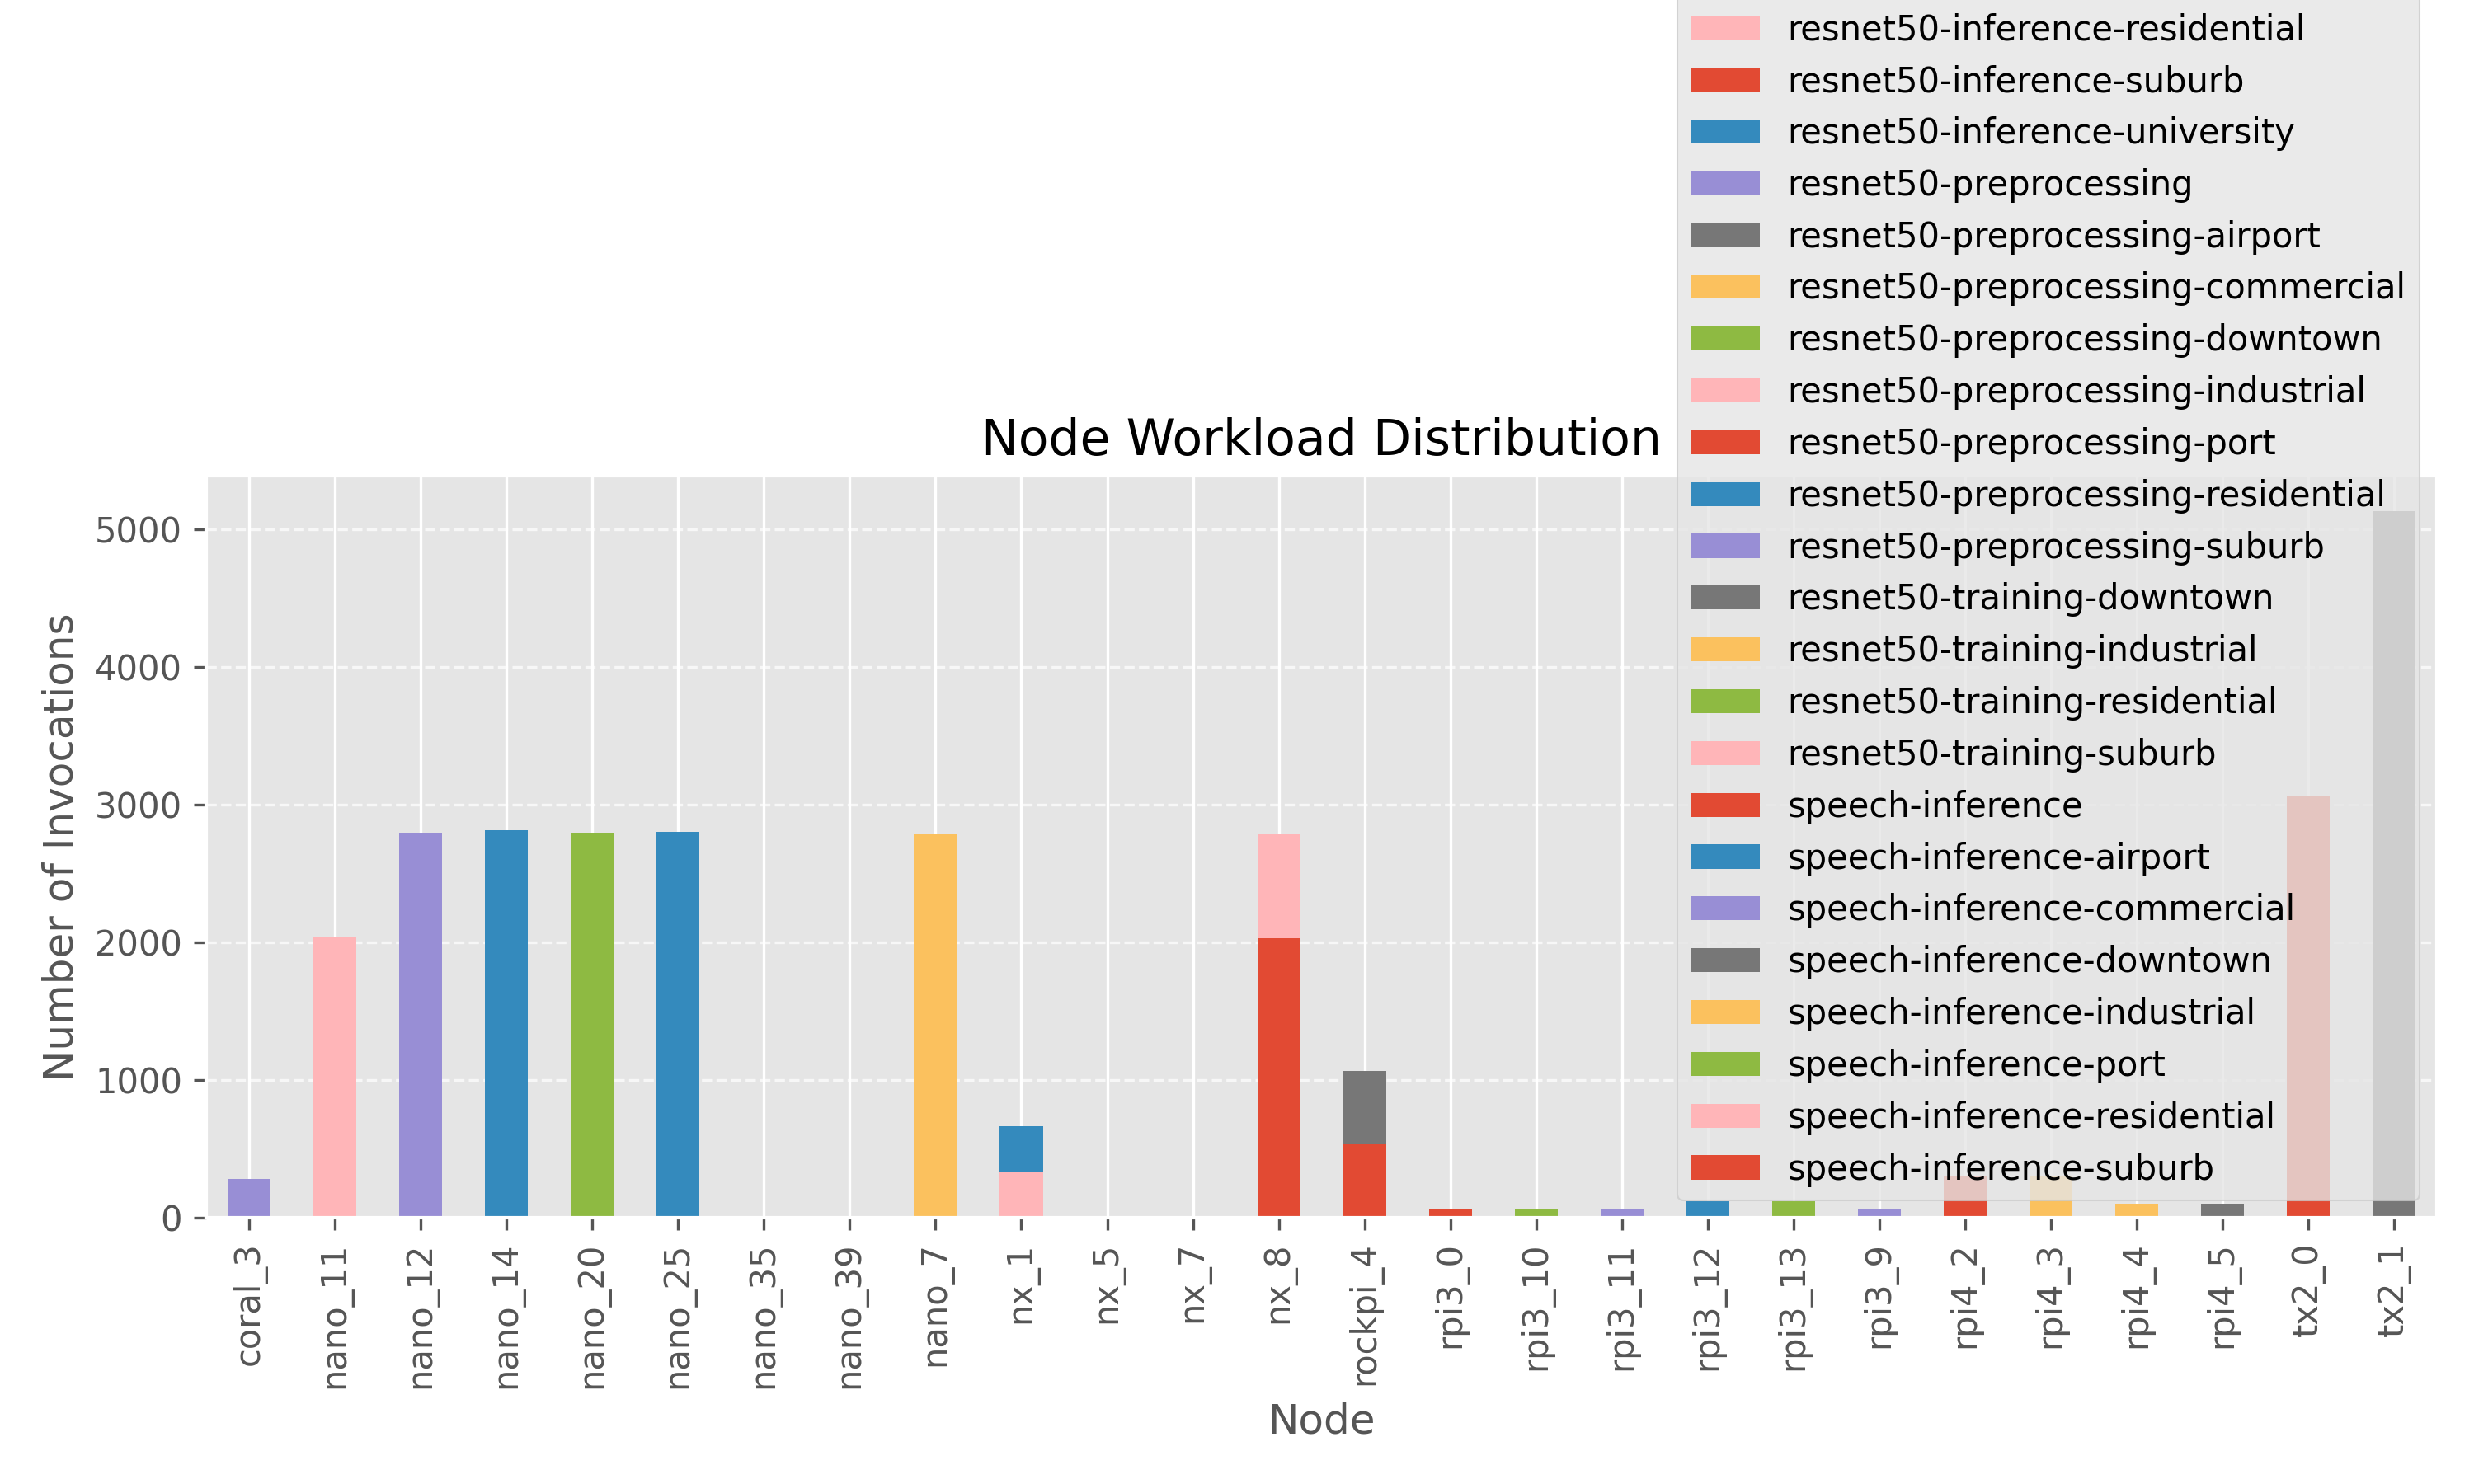 resnet50-inference-residential
resnet50-inference-suburb
resnet50-inference-university
resnet50-preprocessing
resnet50-preprocessing-airport
resnet50-preprocessing-commercial
resnet50-preprocessing-downtown
resnet50-preprocessing-industrial
resnet50-preprocessing-port
resnet50-preprocessing-residential
resnet50-preprocessing-suburb
resnet50-training-downtown
resnet50-training-industrial
resnet50-training-residential
resnet50-training-suburb
speech-inference
speech-inference-airport
speech-inference-commercial
speech-inference-downtown
speech-inference-industrial
speech-inference-port
speech-inference-residential
speech-inference-suburb
Node Workload Distribution
Number of Invocations
5000
4000
3000
2000
1000
0
coral_3
nano_11
nano_12
nano_14
nano_20
nano_25
nano_35
nano_39
nano_7
nx_1
nx_5
nx_7
nx_8
rockpi_4
rpi3_0
rpi3_10
rpi3_11
rpi3_12
rpi3_13
rpi3_9
rpi4_2
rpi4_3
rpi4_4
rpi4_5
tx2_0
tx2_1
Node